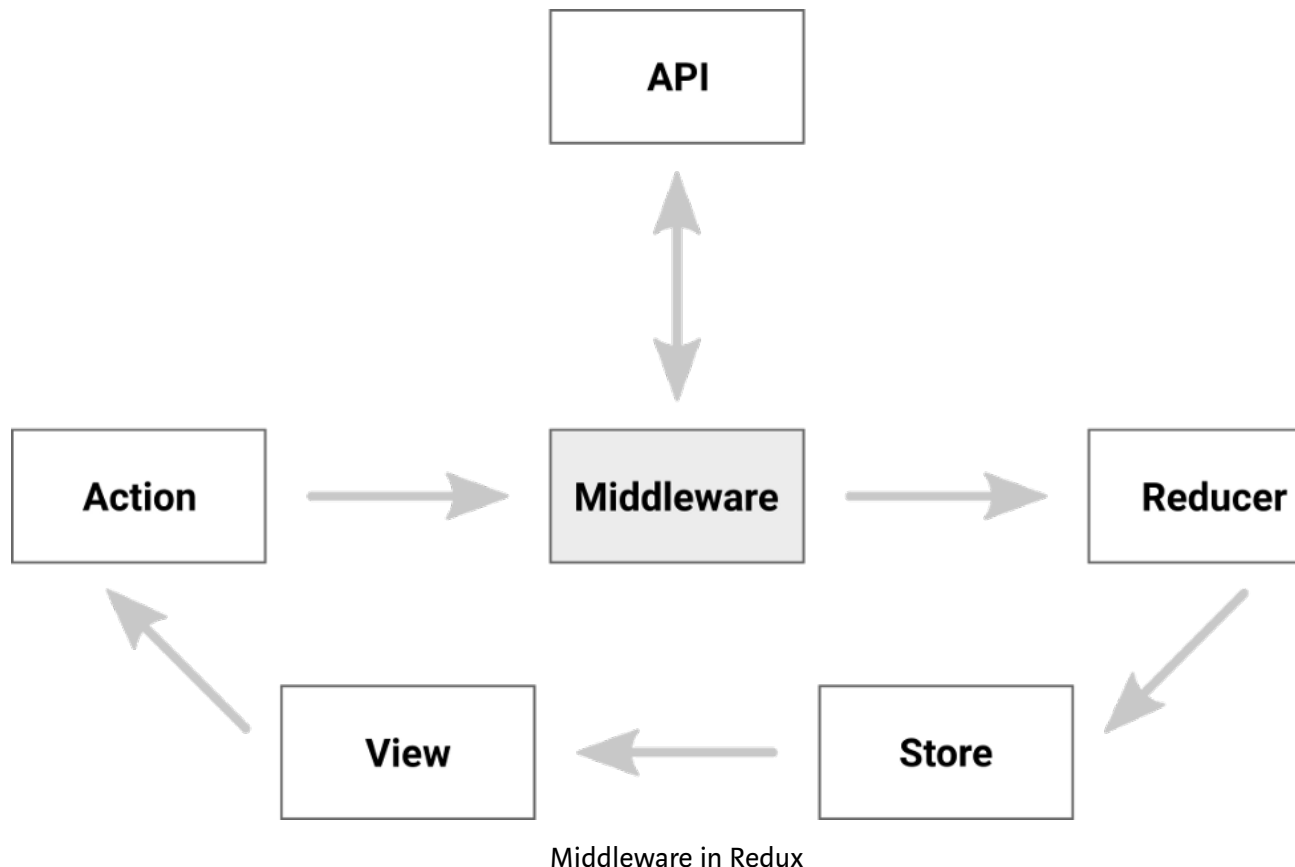 API
Action
Middleware
Reducer
View
Store
Middleware in Redux